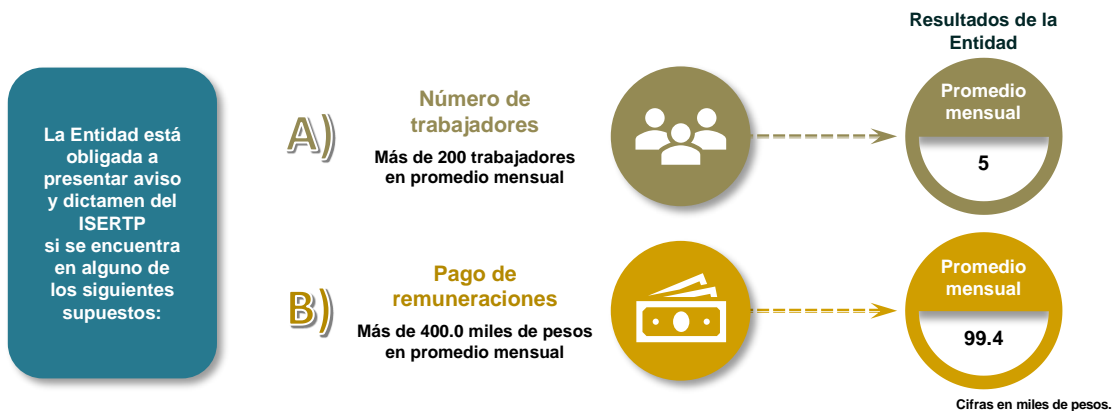 La Entidad está
obligada a
presentar aviso
y dictamen del
ISERTP
si se encuentra
en alguno de
los siguientes
supuestos:
A)
Número de
trabajadores
Más de 200 trabajadores
en promedio mensual
Resultados de la
Entidad
Promedio
mensual
5
B)
Pago de
remuneraciones
Más de 400.0 miles de pesos
en promedio mensual
Promedio
mensual
99.4
Cifras en miles de pesos.